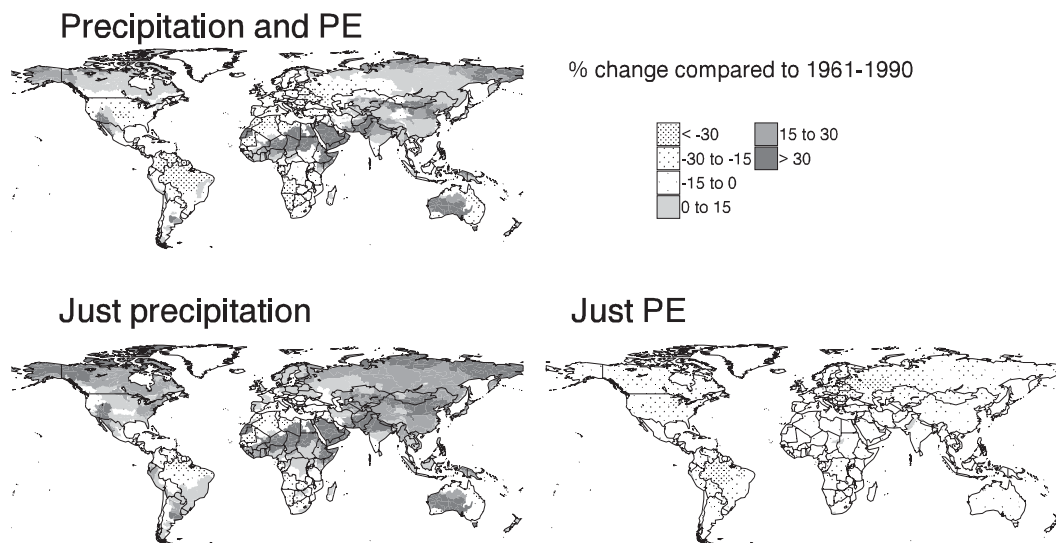 Precipitation and PE
% change compared to 1961-1990
< -30
15 to 30
-30 to -15
> 30
-15 to 0
0 to 15
Just precipitation
Just PE